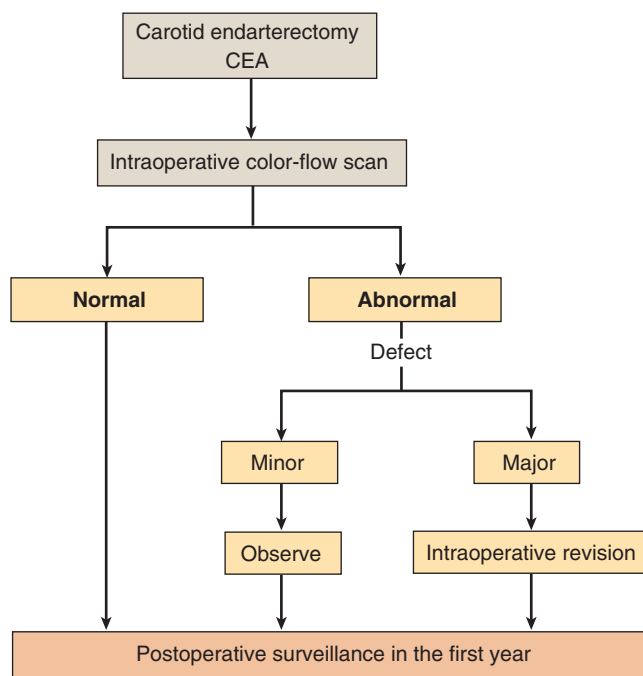 Carotid endarterectomy
CEA
Intraoperative color-flow scan
Normal
Abnormal
Defect
Minor
Major
Observe
Intraoperative revision
Postoperative surveillance in the first year